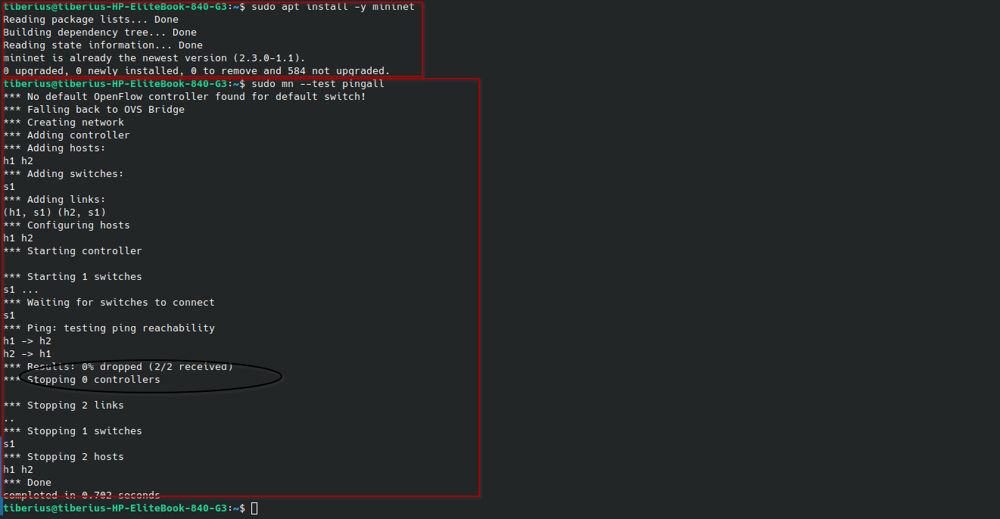 tiberius@tiberius-HP-EliteBook-840-G3:~$ sudo apt install -y mininet
Reading package lists... Done
Building dependency tree... Done
Reading state information... Done
mininet is already the newest version (2.3.0-1.1).
0 upgraded, 0 newly installed, 0 to remove and 584 not upgraded.
tiberius@tiberius-HP-EliteBook-840-G3:~$ sudo mn --test pingall
*** No default OpenFlow controller found for default switch!
*** Falling back to OVS Bridge
*** Creating network
*** Adding controller
*** Adding hosts:
h1 h2
*** Adding switches:
s1
*** Adding links:
(h1, s1) (h2, s1)
*** Configuring hosts
h1 h2
*** Starting controller
*** Starting 1 switches
s1 ...
*** Waiting for switches to connect
s1
*** Ping: testing ping reachability
h1 -> h2
h2 -> h1
*** Results: 0% dropped (2/2 received)
*** Stopping 0 controllers
*** Stopping 2 links
..
*** Stopping 1 switches
s1
*** Stopping 2 hosts
h1 h2
*** Done
completed in 0.702 seconds
tiberius@tiberius-HP-EliteBook-840-G3:~$